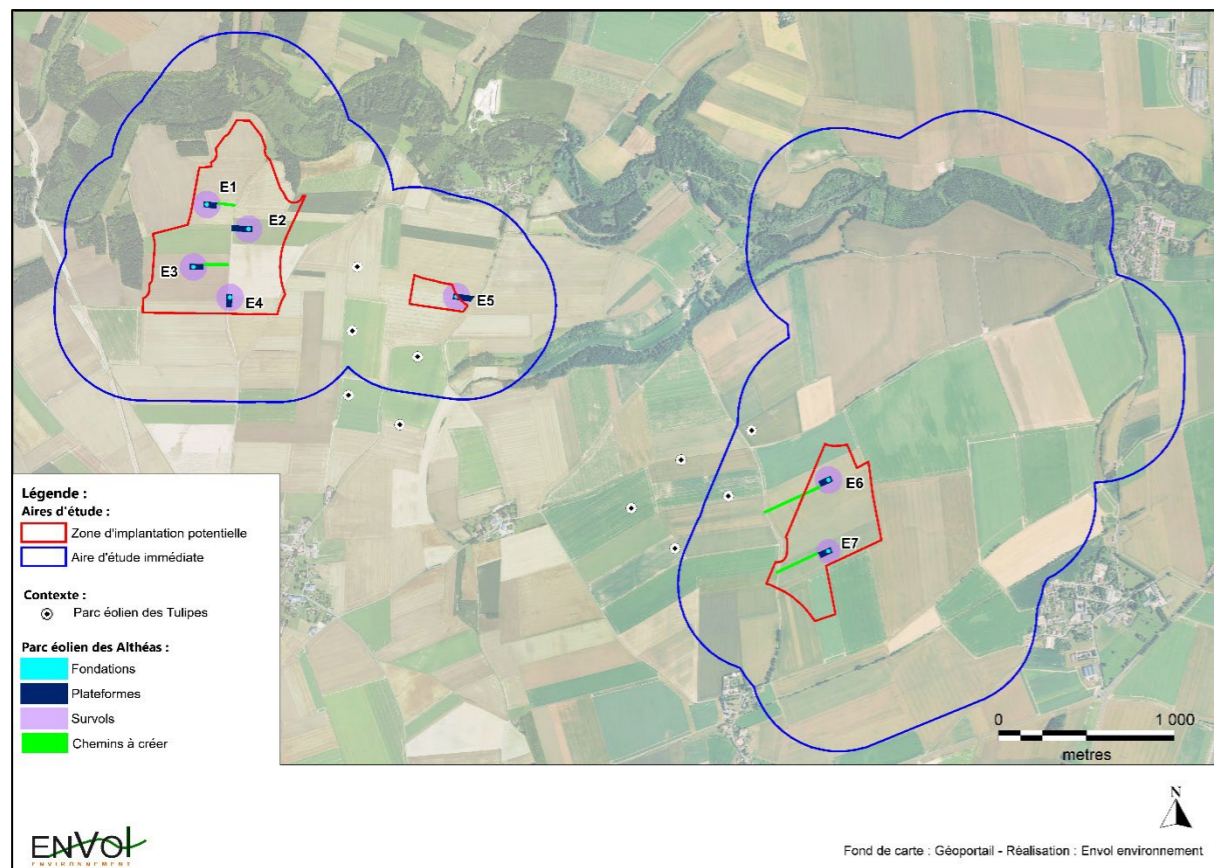 E1
E2
E3
E4
E5
E6
E7
Légende :
Aires d'étude :
Zone d'implantation potentielle
Aire d'étude immédiate
Contexte :
Parc éolien des Tulipes
Parc éolien des Althéas :
Fondations
Plateformes
Survols
Chemins à créer
0 1 000
metres
N
ENVOl
ENVIRONNEMENT
Fond de carte : Géoportail - Réalisation : Envol environnement